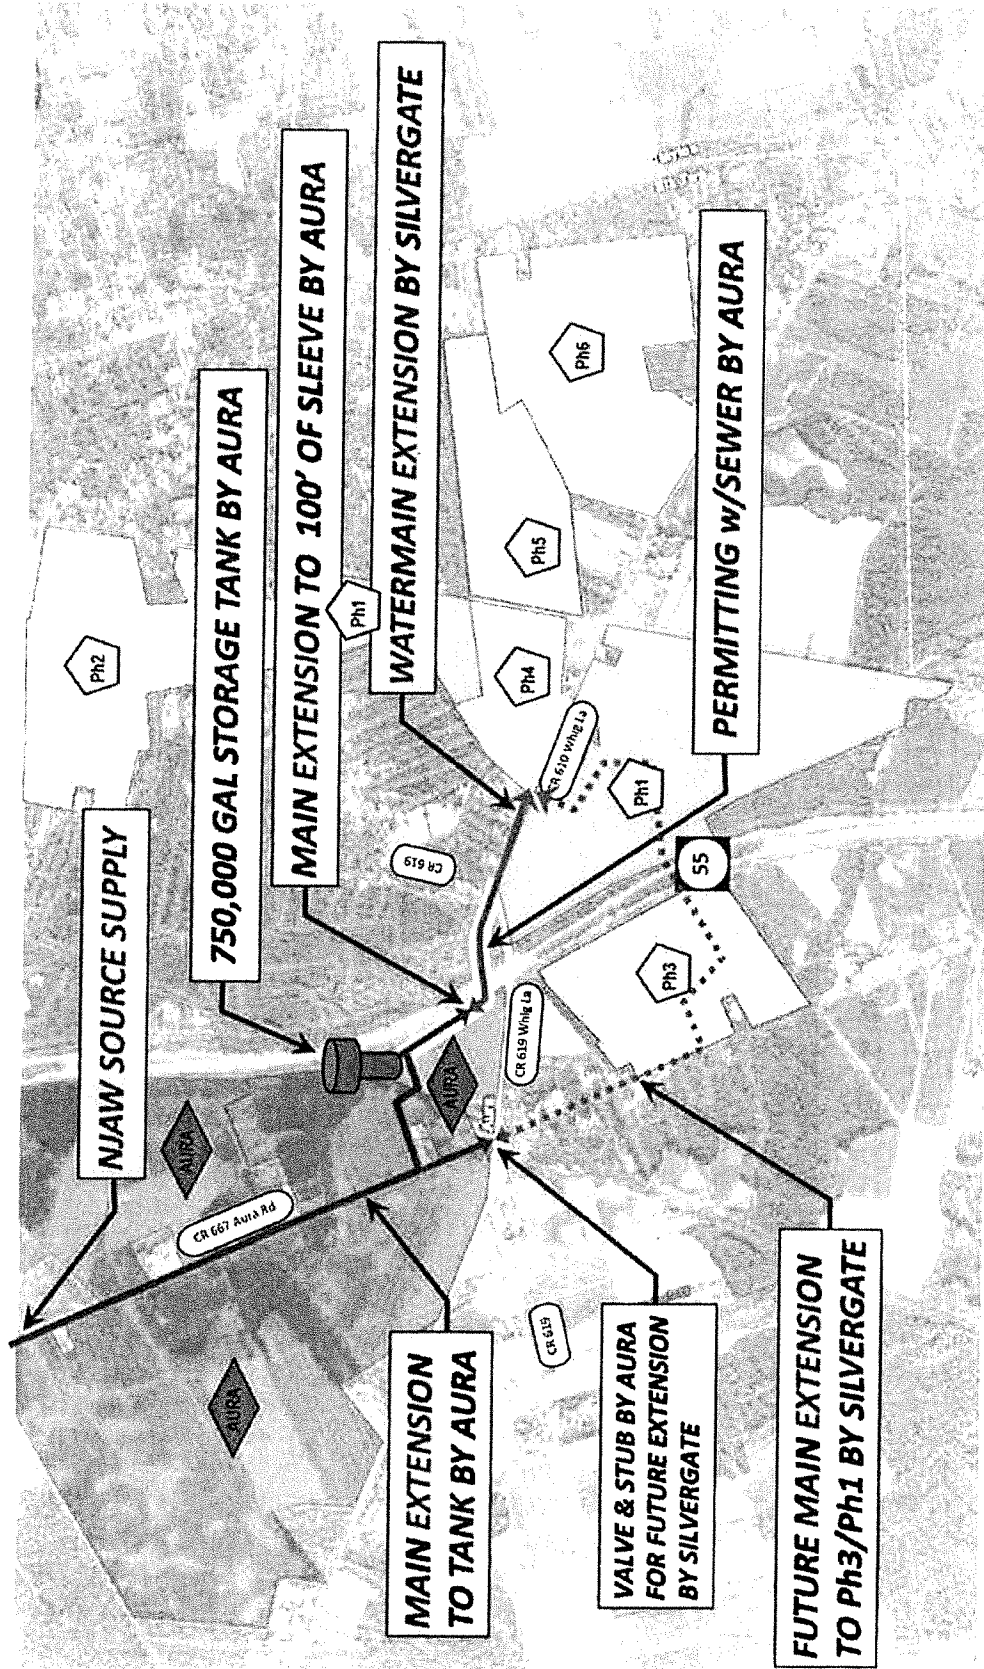 NJAW SOURCE SUPPLY
750,000 GAL STORAGE TANK BY AURA
MAIN EXTENSION TO 100' OF SLEEVE BY AURA
WATERMAIN EXTENSION BY SILVERGATE
PERMITTING w/SEWER BY AURA
MAIN EXTENSION
TO TANK BY AURA
VALVE & STUB BY AURA
FOR FUTURE EXTENSION
BY SILVERGATE
FUTURE MAIN EXTENSION
TO Ph3/Ph1 BY SILVERGATE
AURA
AURA
AURA
CR 667 Aura Rd
CR 619
CR 619
CR 619 Whig La
CR 610 Whig La
55
Ph1
Ph2
Ph3
Ph4
Ph5
Ph6
Ph1